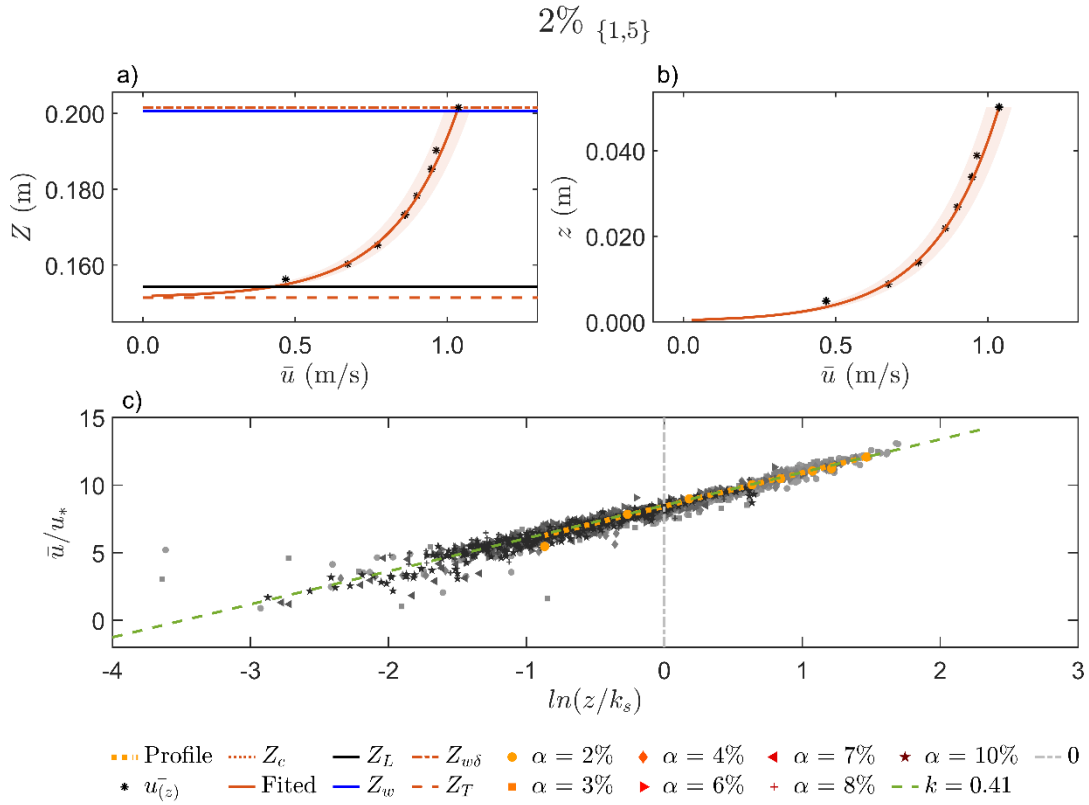 2% {1,5}
a)
b)
0.200
0.180
0.160
Z (m)
0.0 0.5 1.0
ū (m/s)
0.040
0.020
0.000
z (m)
0.0 0.5 1.0
ū (m/s)
c)
15
10
5
0
ū/u*
-4 -3 -2 -1 0 1 2 3
ln(z/ks)
Profile Zc ZL Zwδ α = 2% α = 4% α = 7% α = 10% 0
ū(z) Fited Zw ZT α = 3% α = 6% α = 8% k = 0.41